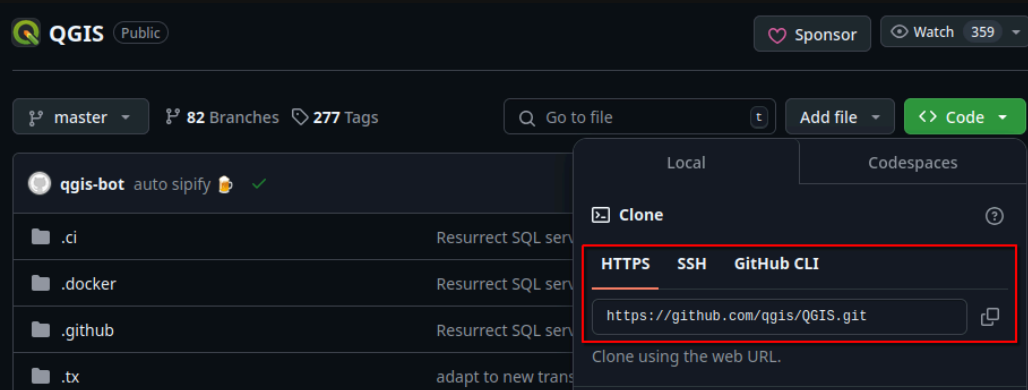 QGIS Public Sponsor Watch 359
master 82 Branches 277 Tags Go to file t Add file Code
Local Codespaces
qgis-bot auto sipify
Clone
.ci Resurrect SQL serv
HTTPS SSH GitHub CLI
.docker Resurrect SQL serv
https://github.com/qgis/QGIS.git
.github Resurrect SQL serv
Clone using the web URL.
.tx adapt to new trans